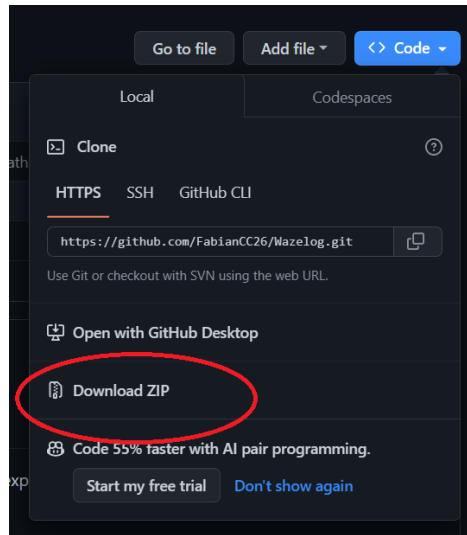 Go to file Add file <> Code
Local Codespaces
Clone
ath
HTTPS SSH GitHub CLI
https://github.com/FabianCC26/Wazelog.git
Use Git or checkout with SVN using the web URL.
Open with GitHub Desktop
Download ZIP
Code 55% faster with AI pair programming.
exp
Start my free trial Don't show again